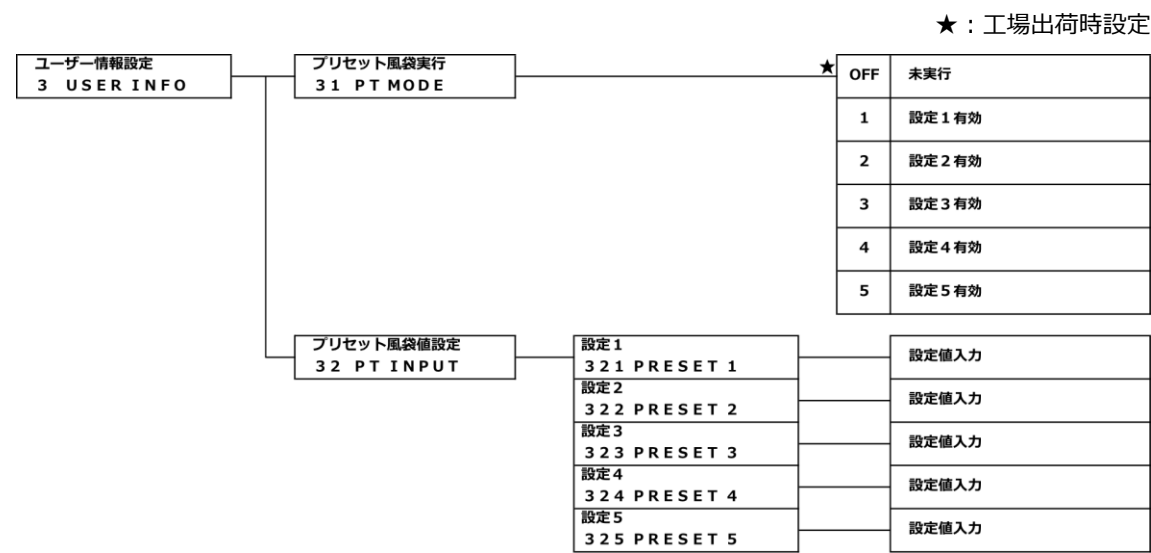 ★：工場出荷時設定
ユーザー情報設定
3 USER INFO
プリセット風袋実行
31 PT MODE
★
OFF 未実行
1 設定1有効
2 設定2有効
3 設定3有効
4 設定4有効
5 設定5有効
プリセット風袋値設定
32 PT INPUT
設定1
321 PRESET 1
設定値入力
設定2
322 PRESET 2
設定値入力
設定3
323 PRESET 3
設定値入力
設定4
324 PRESET 4
設定値入力
設定5
325 PRESET 5
設定値入力